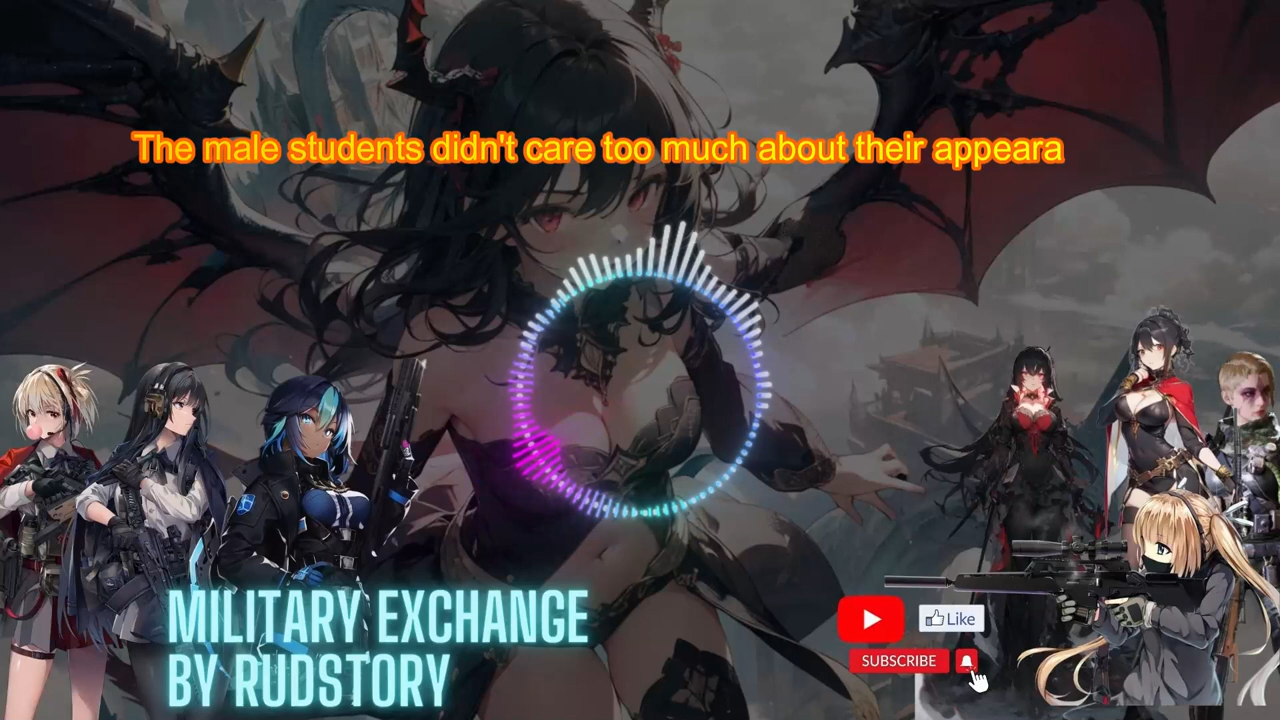 The male students didn't care too much about their appeara
MILITARY EXCHANGE
BY RUDSTORY
Like
SUBSCRIBE